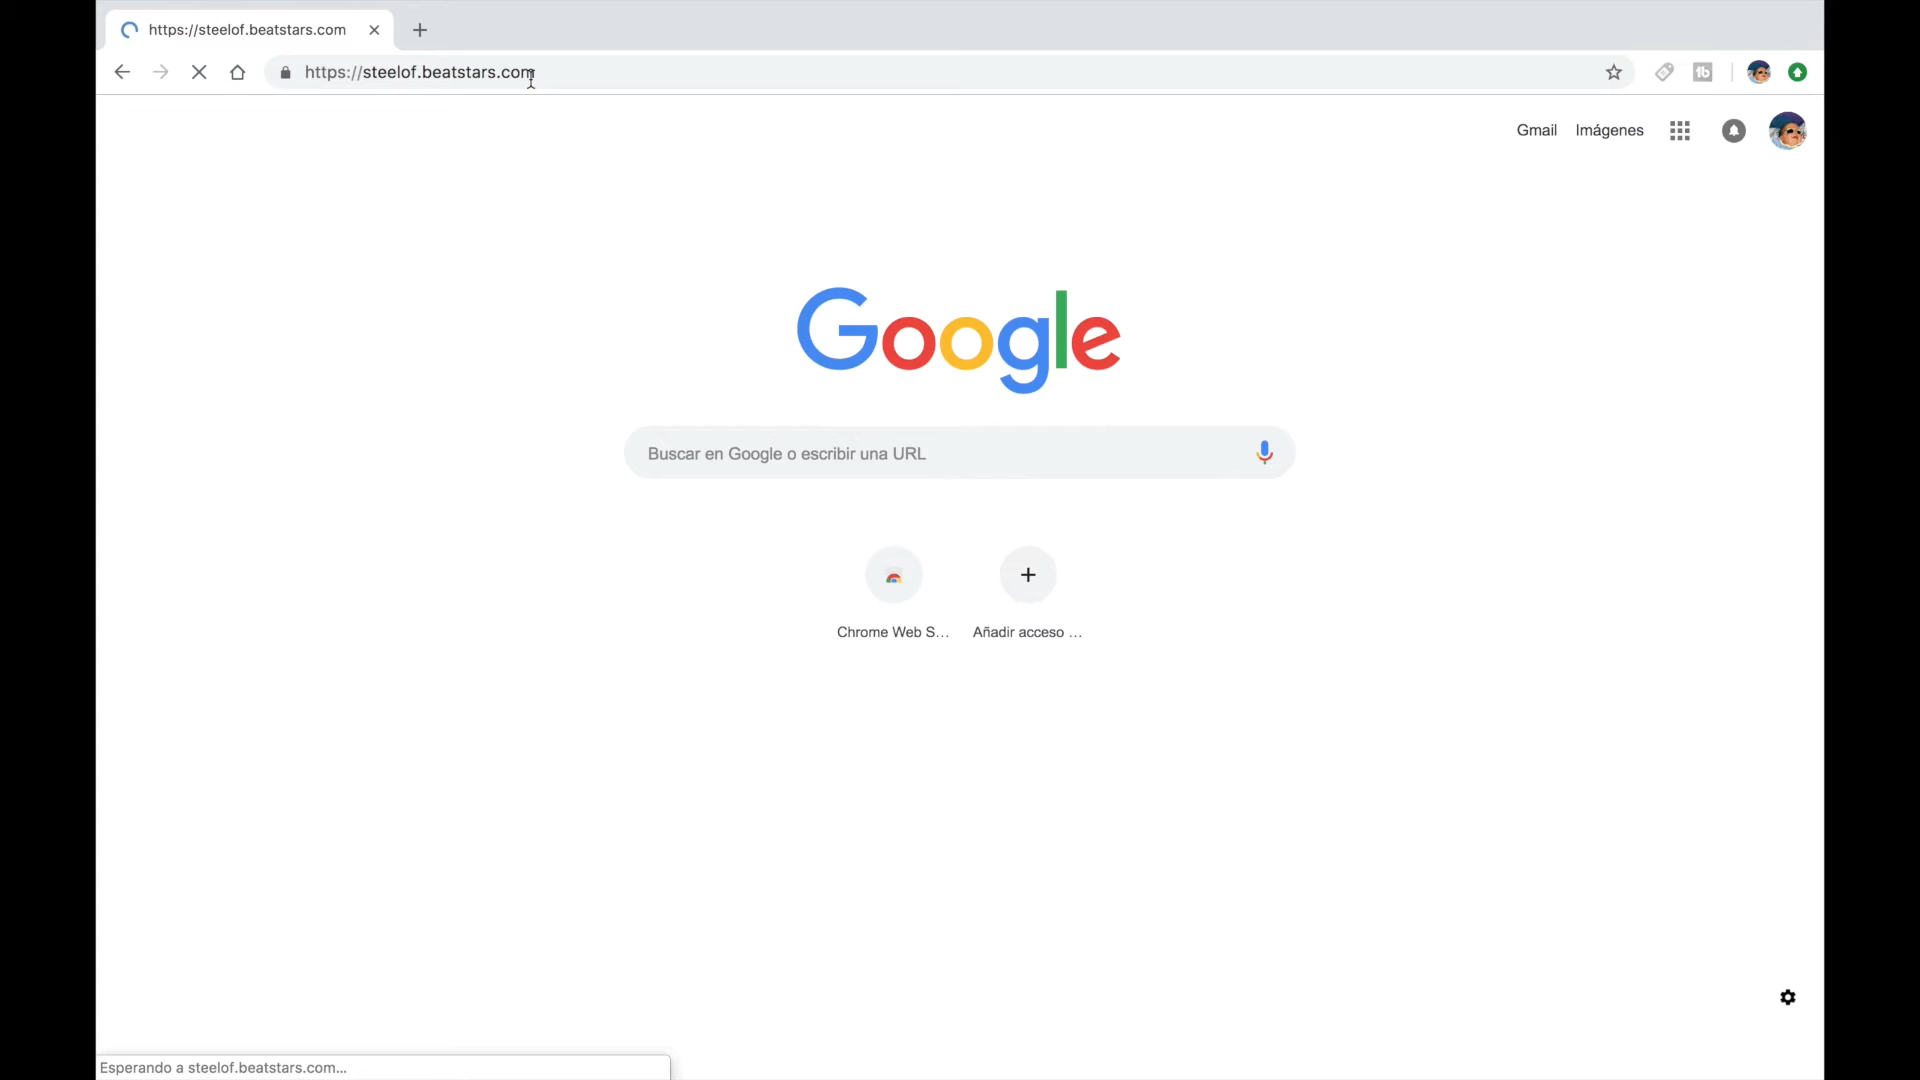 https://steelof.beatstars.com
https://steelof.beatstars.com
Gmail Imágenes
Google
Buscar en Google o escribir una URL
Chrome Web S... Añadir acceso ...
Esperando a steelof.beatstars.com...